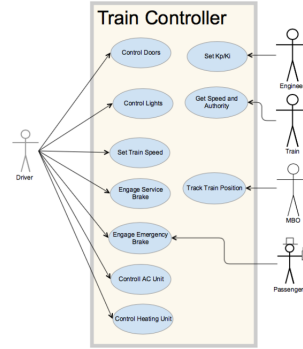 Train Controller
Control Doors
Set Kp/Ki
Engineer
Control Lights
Get Speed and
Authority
Train
Driver
Set Train Speed
Engage Service
Brake
Track Train Position
MBO
Engage Emergency
Brake
Passenger
Controll AC Unit
Control Heating Unit